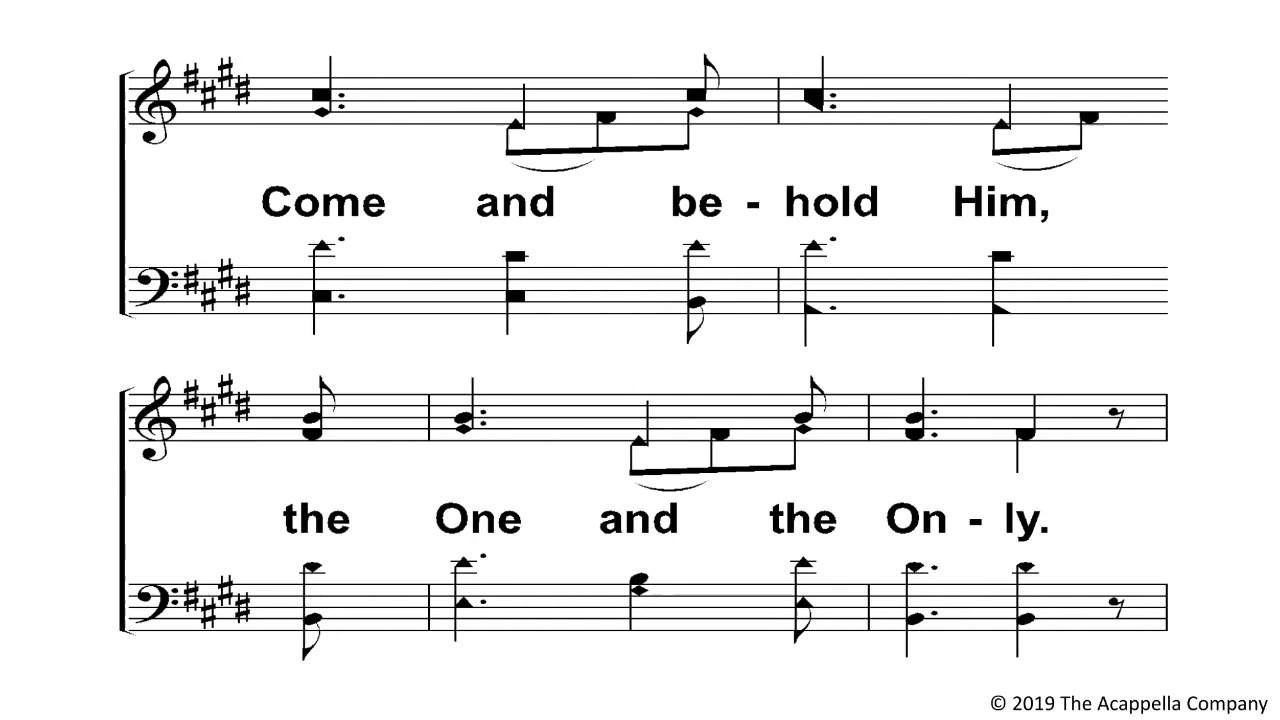 Come and be - hold Him,
the One and the On - ly.
© 2019 The Acappella Company